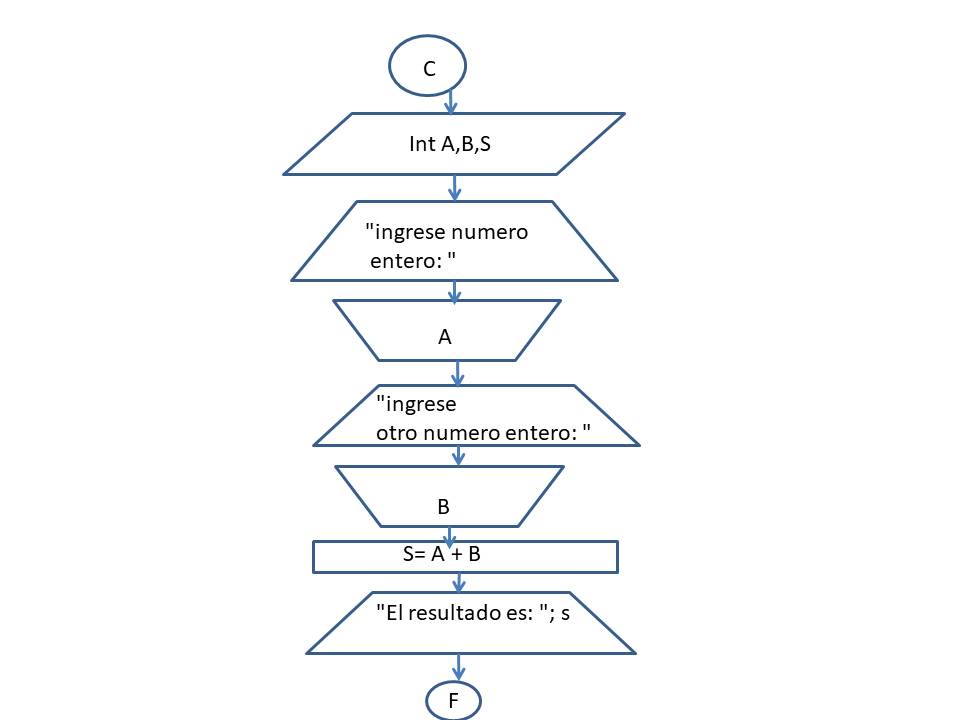 C
Int A,B,S
"ingrese numero
entero: "
A
"ingrese
otro numero entero: "
B
S= A + B
"El resultado es: "; s
F